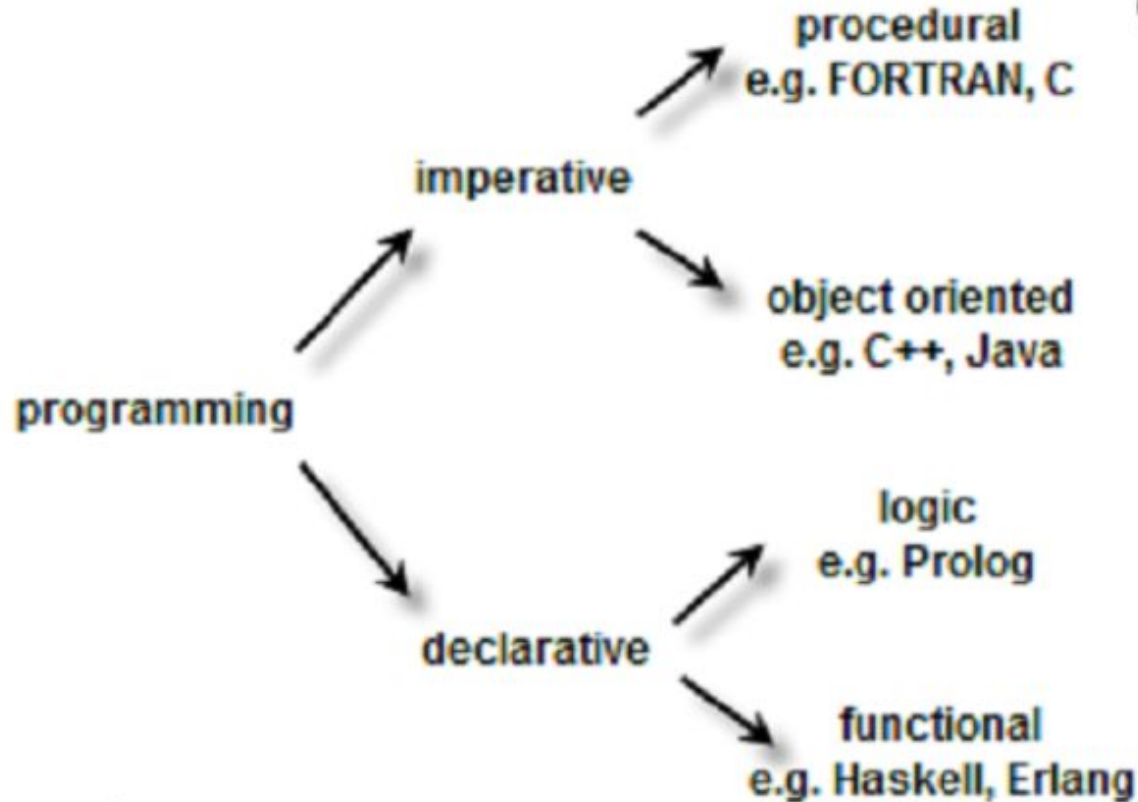 procedural
e.g. FORTRAN, C
imperative
object oriented
e.g. C++, Java
programming
logic
e.g. Prolog
declarative
functional
e.g. Haskell, Erlang